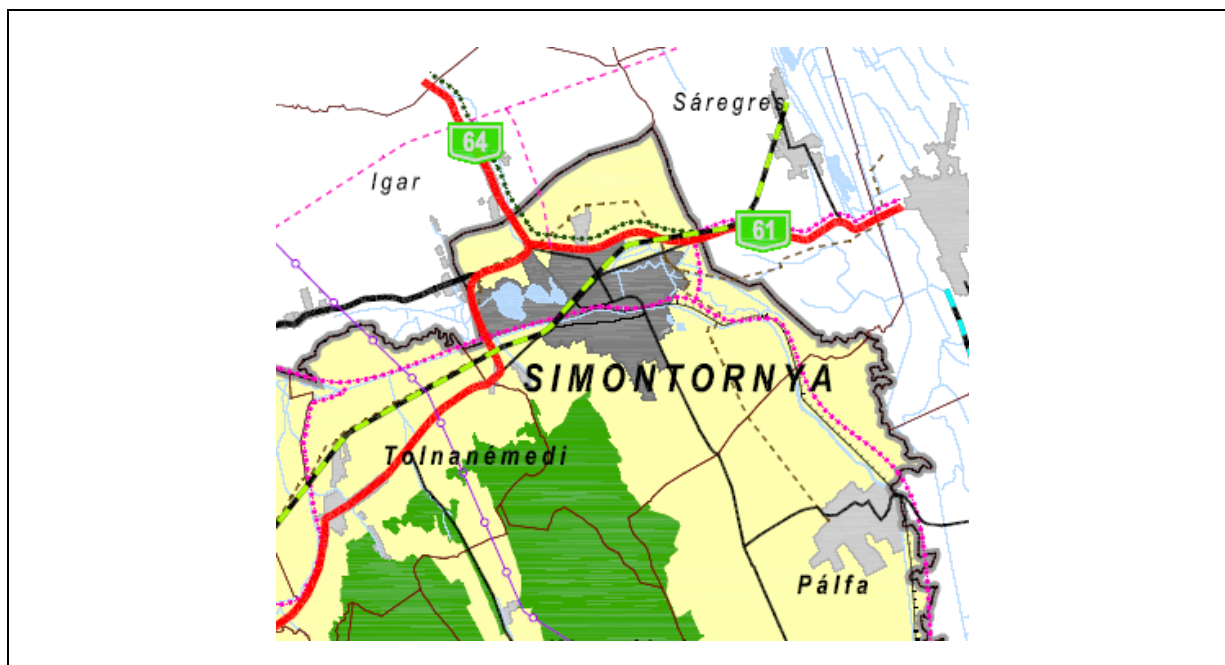 Sáregres
64
Igar
61
SIMONTORNYA
Tolnanémedi
Pálfa